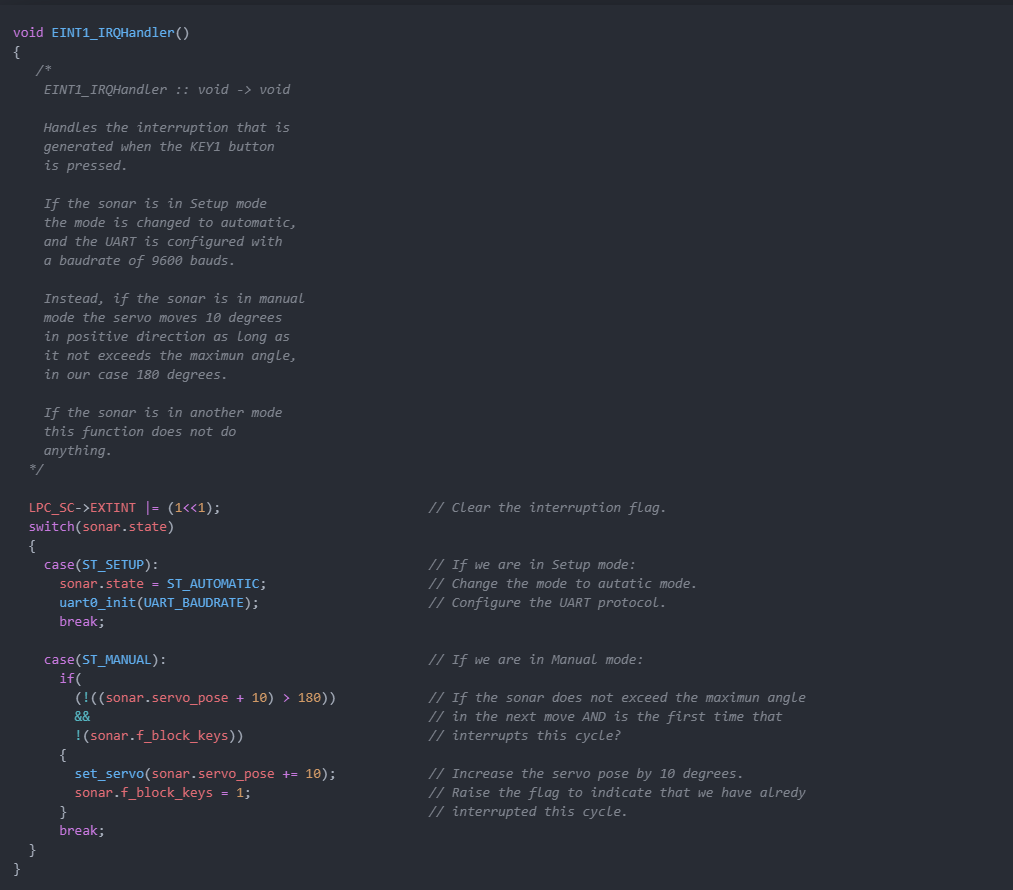 void EINT1_IRQHandler()
{
/*
EINT1_IRQHandler :: void -> void
Handles the interruption that is
generated when the KEY1 button
is pressed.
If the sonar is in Setup mode
the mode is changed to automatic,
and the UART is configured with
a baudrate of 9600 bauds.
Instead, if the sonar is in manual
mode the servo moves 10 degrees
in positive direction as long as
it not exceeds the maximun angle,
in our case 180 degrees.
If the sonar is in another mode
this function does not do
anything.
*/
LPC_SC->EXTINT |= (1<<1); // Clear the interruption flag.
switch(sonar.state)
{
case(ST_SETUP): // If we are in Setup mode:
sonar.state = ST_AUTOMATIC; // Change the mode to autatic mode.
uart0_init(UART_BAUDRATE); // Configure the UART protocol.
break;
case(ST_MANUAL): // If we are in Manual mode:
if(
(!((sonar.servo_pose + 10) > 180)) // If the sonar does not exceed the maximun angle
&& // in the next move AND is the first time that
!(sonar.f_block_keys)) // interrupts this cycle?
{
set_servo(sonar.servo_pose += 10); // Increase the servo pose by 10 degrees.
sonar.f_block_keys = 1; // Raise the flag to indicate that we have alredy
} // interrupted this cycle.
break;
}
}